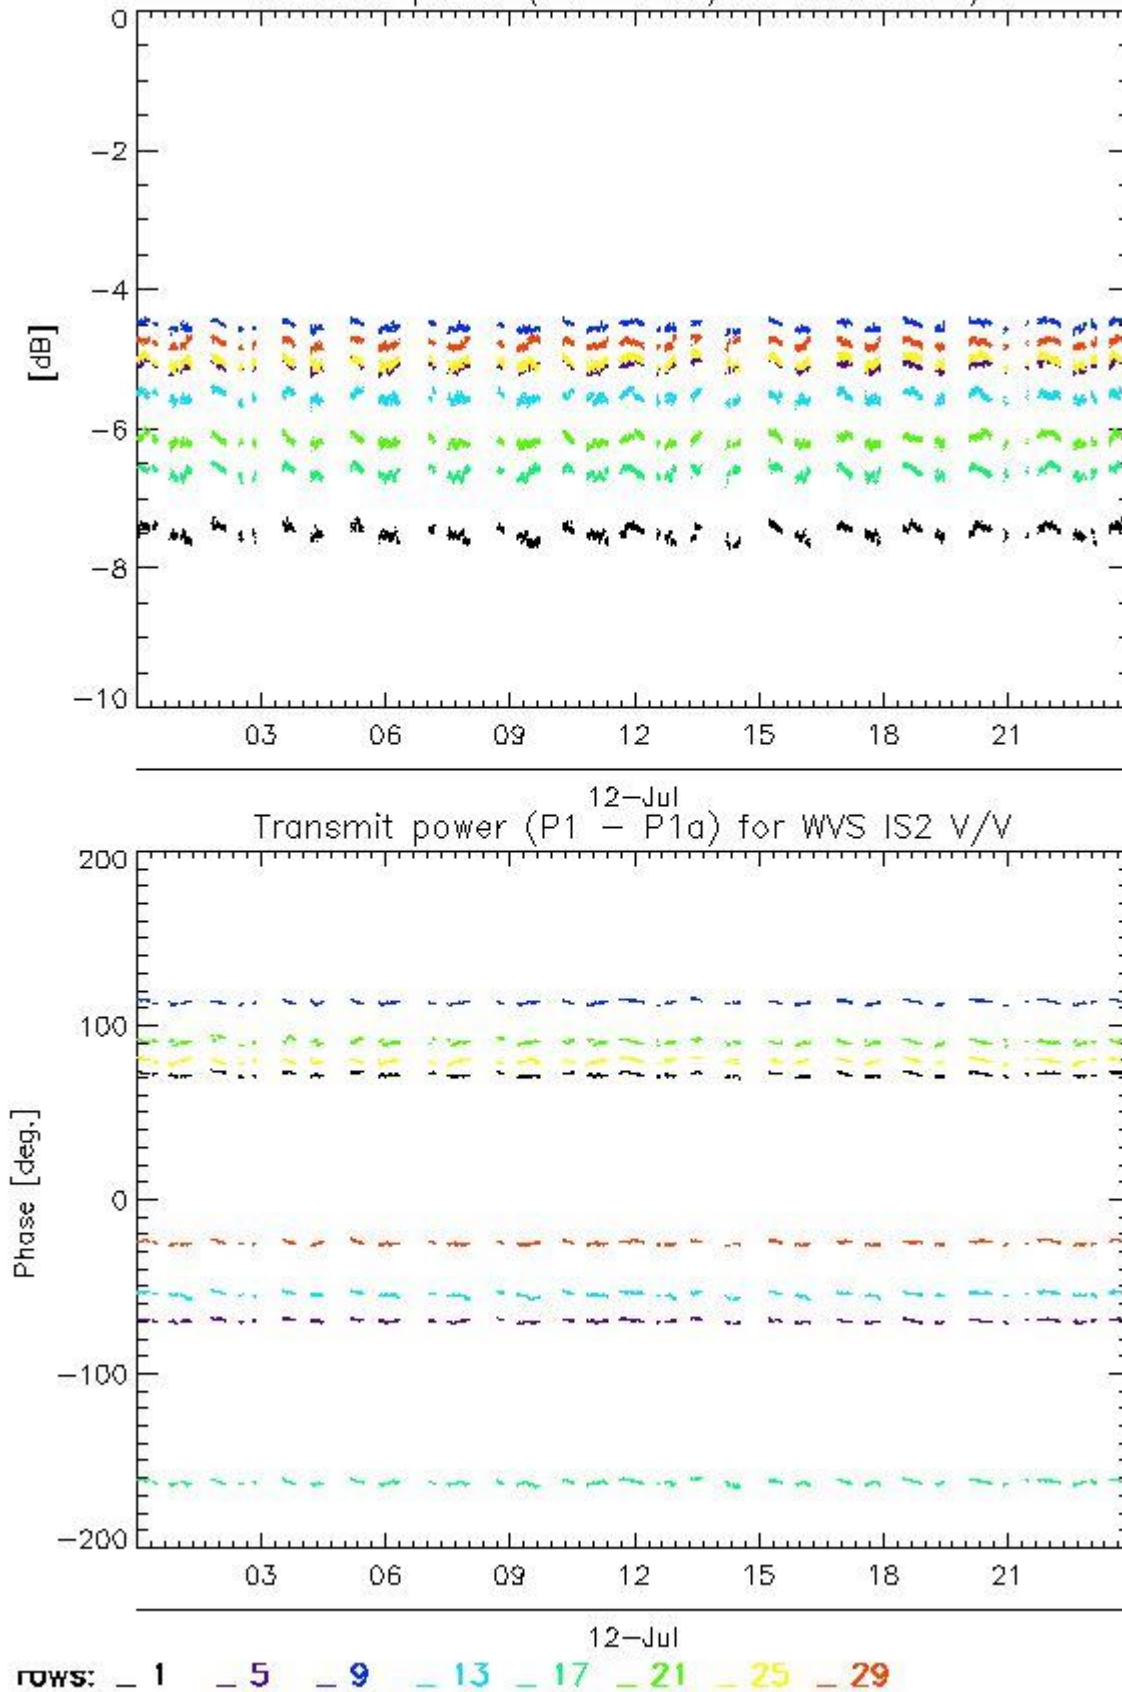 0
-2
-4
-6
-8
-10
[dB]
03 06 09 12 15 18 21
12-Jul
Transmit power (P1 - P1a) for WVS IS2 V/V
200
100
0
-100
-200
Phase [deg.]
03 06 09 12 15 18 21
12-Jul
rows: _ 1 _ 5 _ 9 _ 13 _ 17 _ 21 _ 25 _ 29